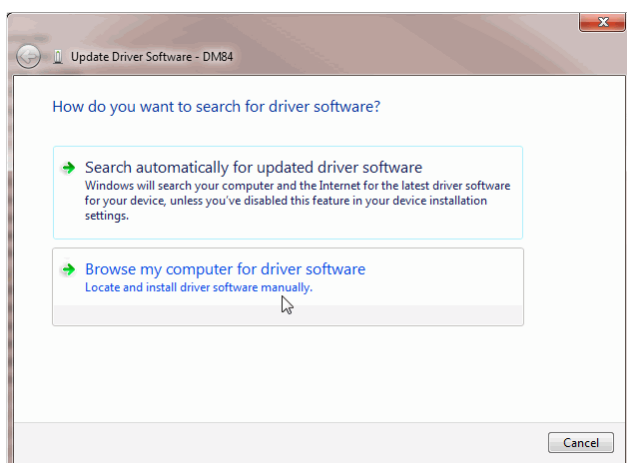 Update Driver Software - DM84
How do you want to search for driver software?
Search automatically for updated driver software
Windows will search your computer and the Internet for the latest driver software
for your device, unless you've disabled this feature in your device installation
settings.
Browse my computer for driver software
Locate and install driver software manually.
Cancel